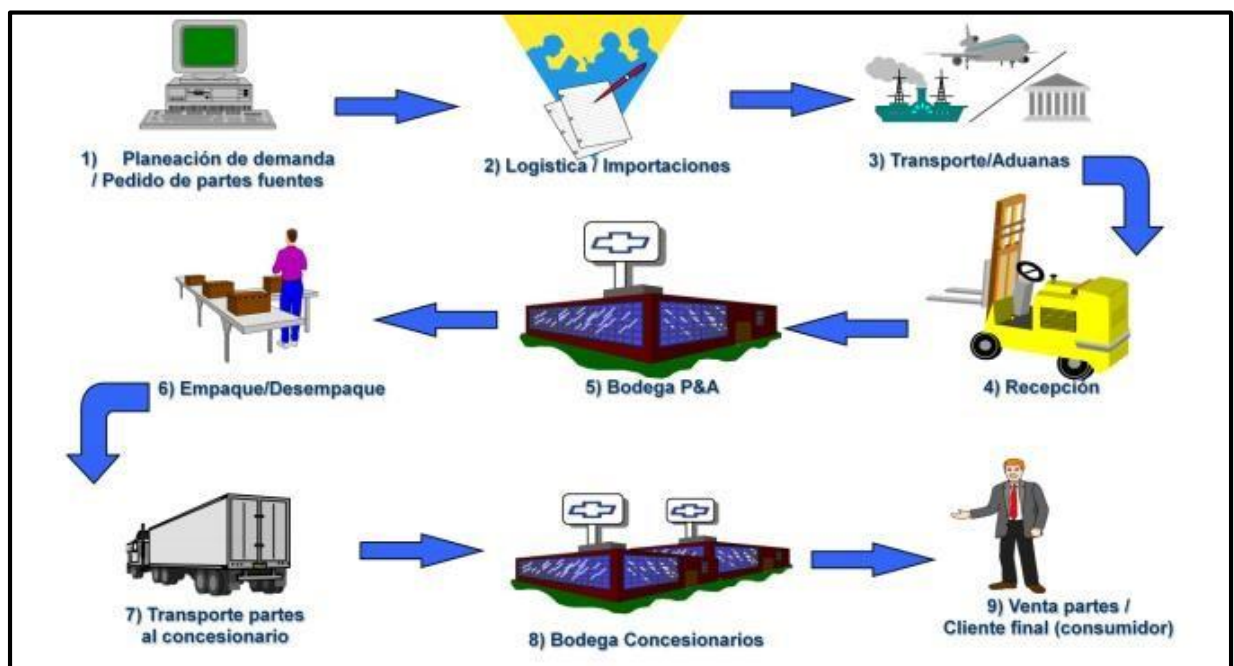 1) Planeación de demanda
/ Pedido de partes fuentes
2) Logistica / Importaciones
3) Transporte/Aduanas
6) Empaque/Desempaque
5) Bodega P&A
4) Recepción
7) Transporte partes
al concesionario
8) Bodega Concesionarios
9) Venta partes /
Cliente final (consumidor)